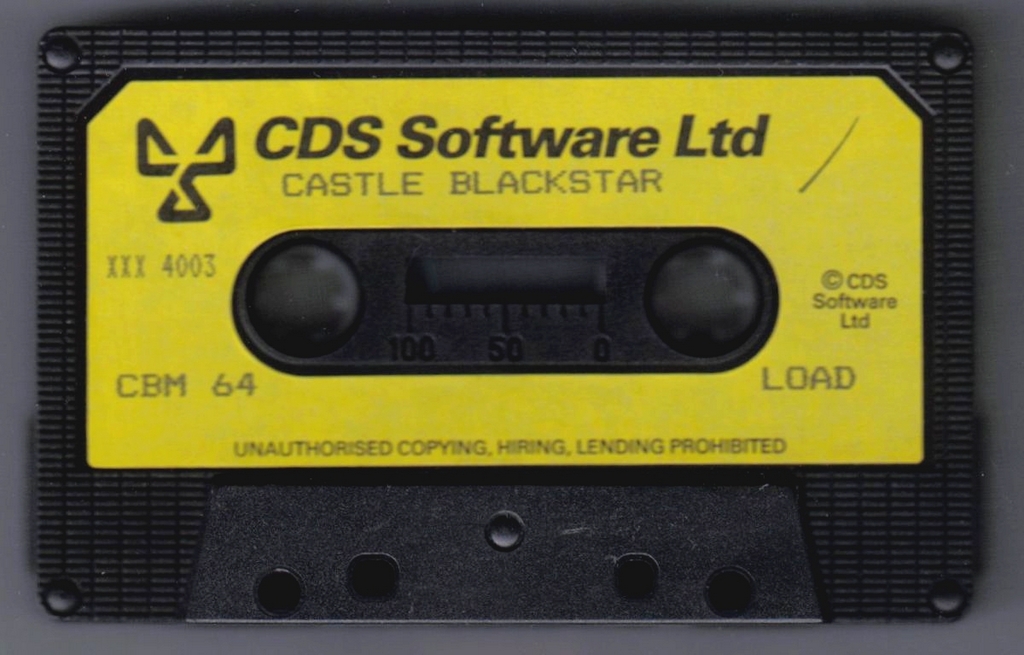 CDS Software Ltd
CASTLE BLACKSTAR
XXX 4003
© CDS
Software
Ltd
100 50 0
CBM 64
LOAD
UNAUTHORISED COPYING, HIRING, LENDING PROHIBITED